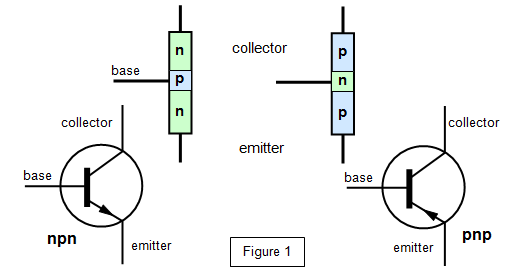 n
p
n
base
collector
p
n
p
emitter
collector
base
emitter
npn
collector
base
emitter
pnp
Figure 1